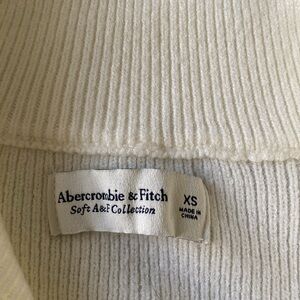 Abercrombie & Fitch
Soft A&F Collection
XS
MADE IN
CHINA